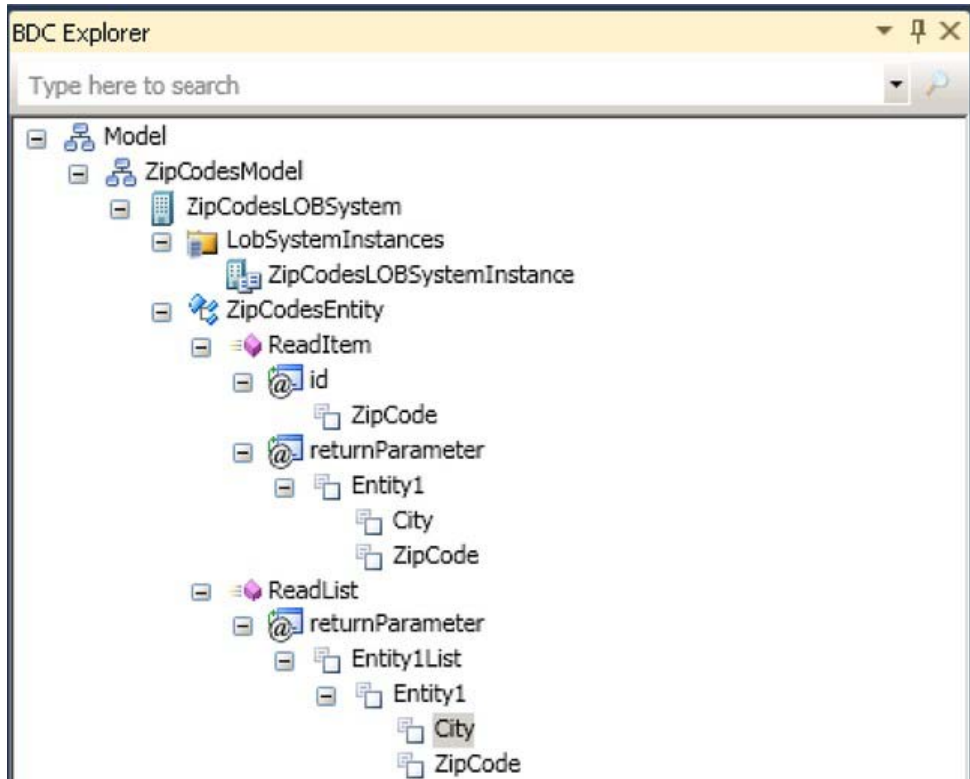 BDC Explorer
Type here to search
Model
ZipCodesModel
ZipCodesLOBSystem
LobSystemInstances
ZipCodesLOBSystemInstance
ZipCodesEntity
ReadItem
id
ZipCode
returnParameter
Entity1
City
ZipCode
ReadList
returnParameter
Entity1List
Entity1
City
ZipCode